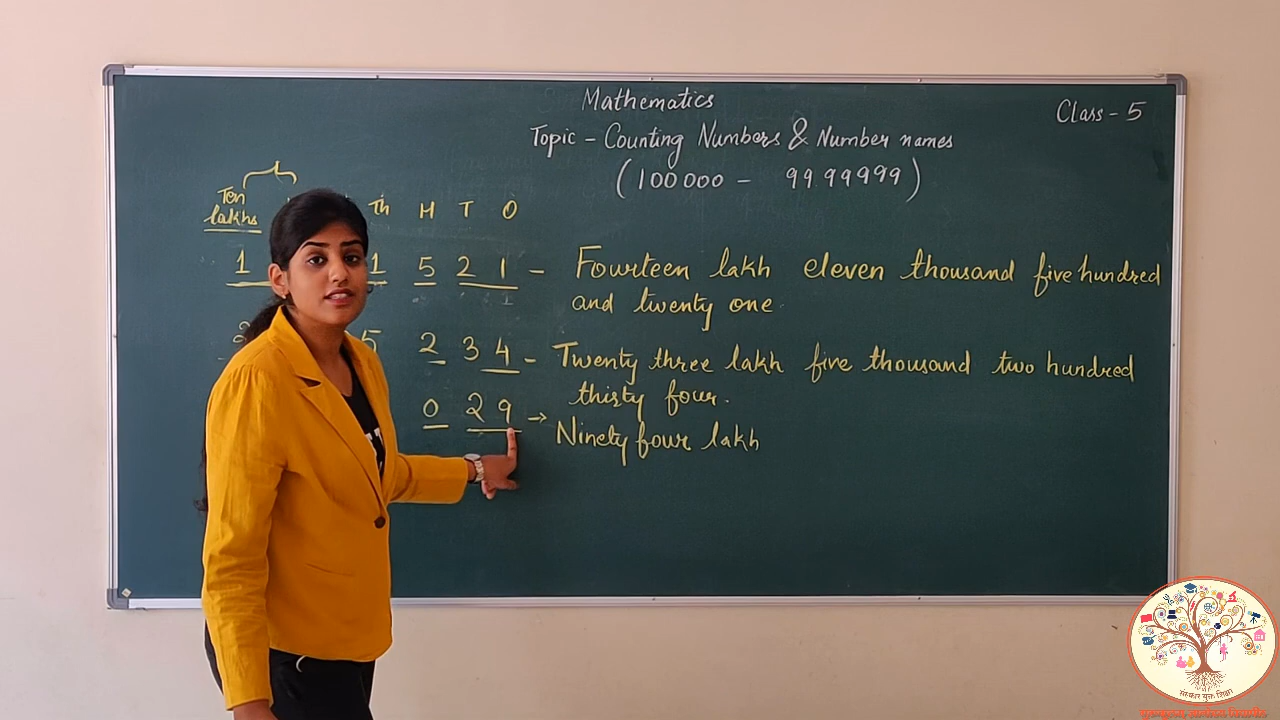 Mathematics
Class - 5
Topic - Counting Numbers & Number names
(100000 - 9999999)
Ten lakhs Th H T O
1 1 5 2 1 - Fourteen lakh eleven thousand five hundred
and twenty one
2 5 2 3 4 - Twenty three lakh five thousand two hundred
thirty four.
0 2 9 →
Ninety four lakh
संस्कार युक्त शिक्षा